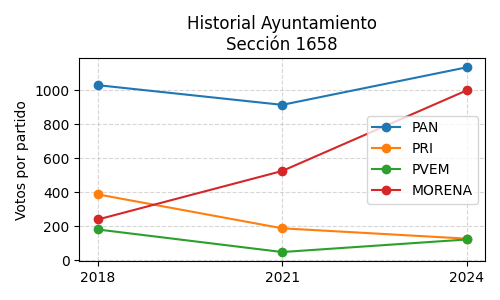 Historial Ayuntamiento
Sección 1658
Votos por partido
1000
800
600
400
200
0
2018
2021
2024
PAN
PRI
PVEM
MORENA